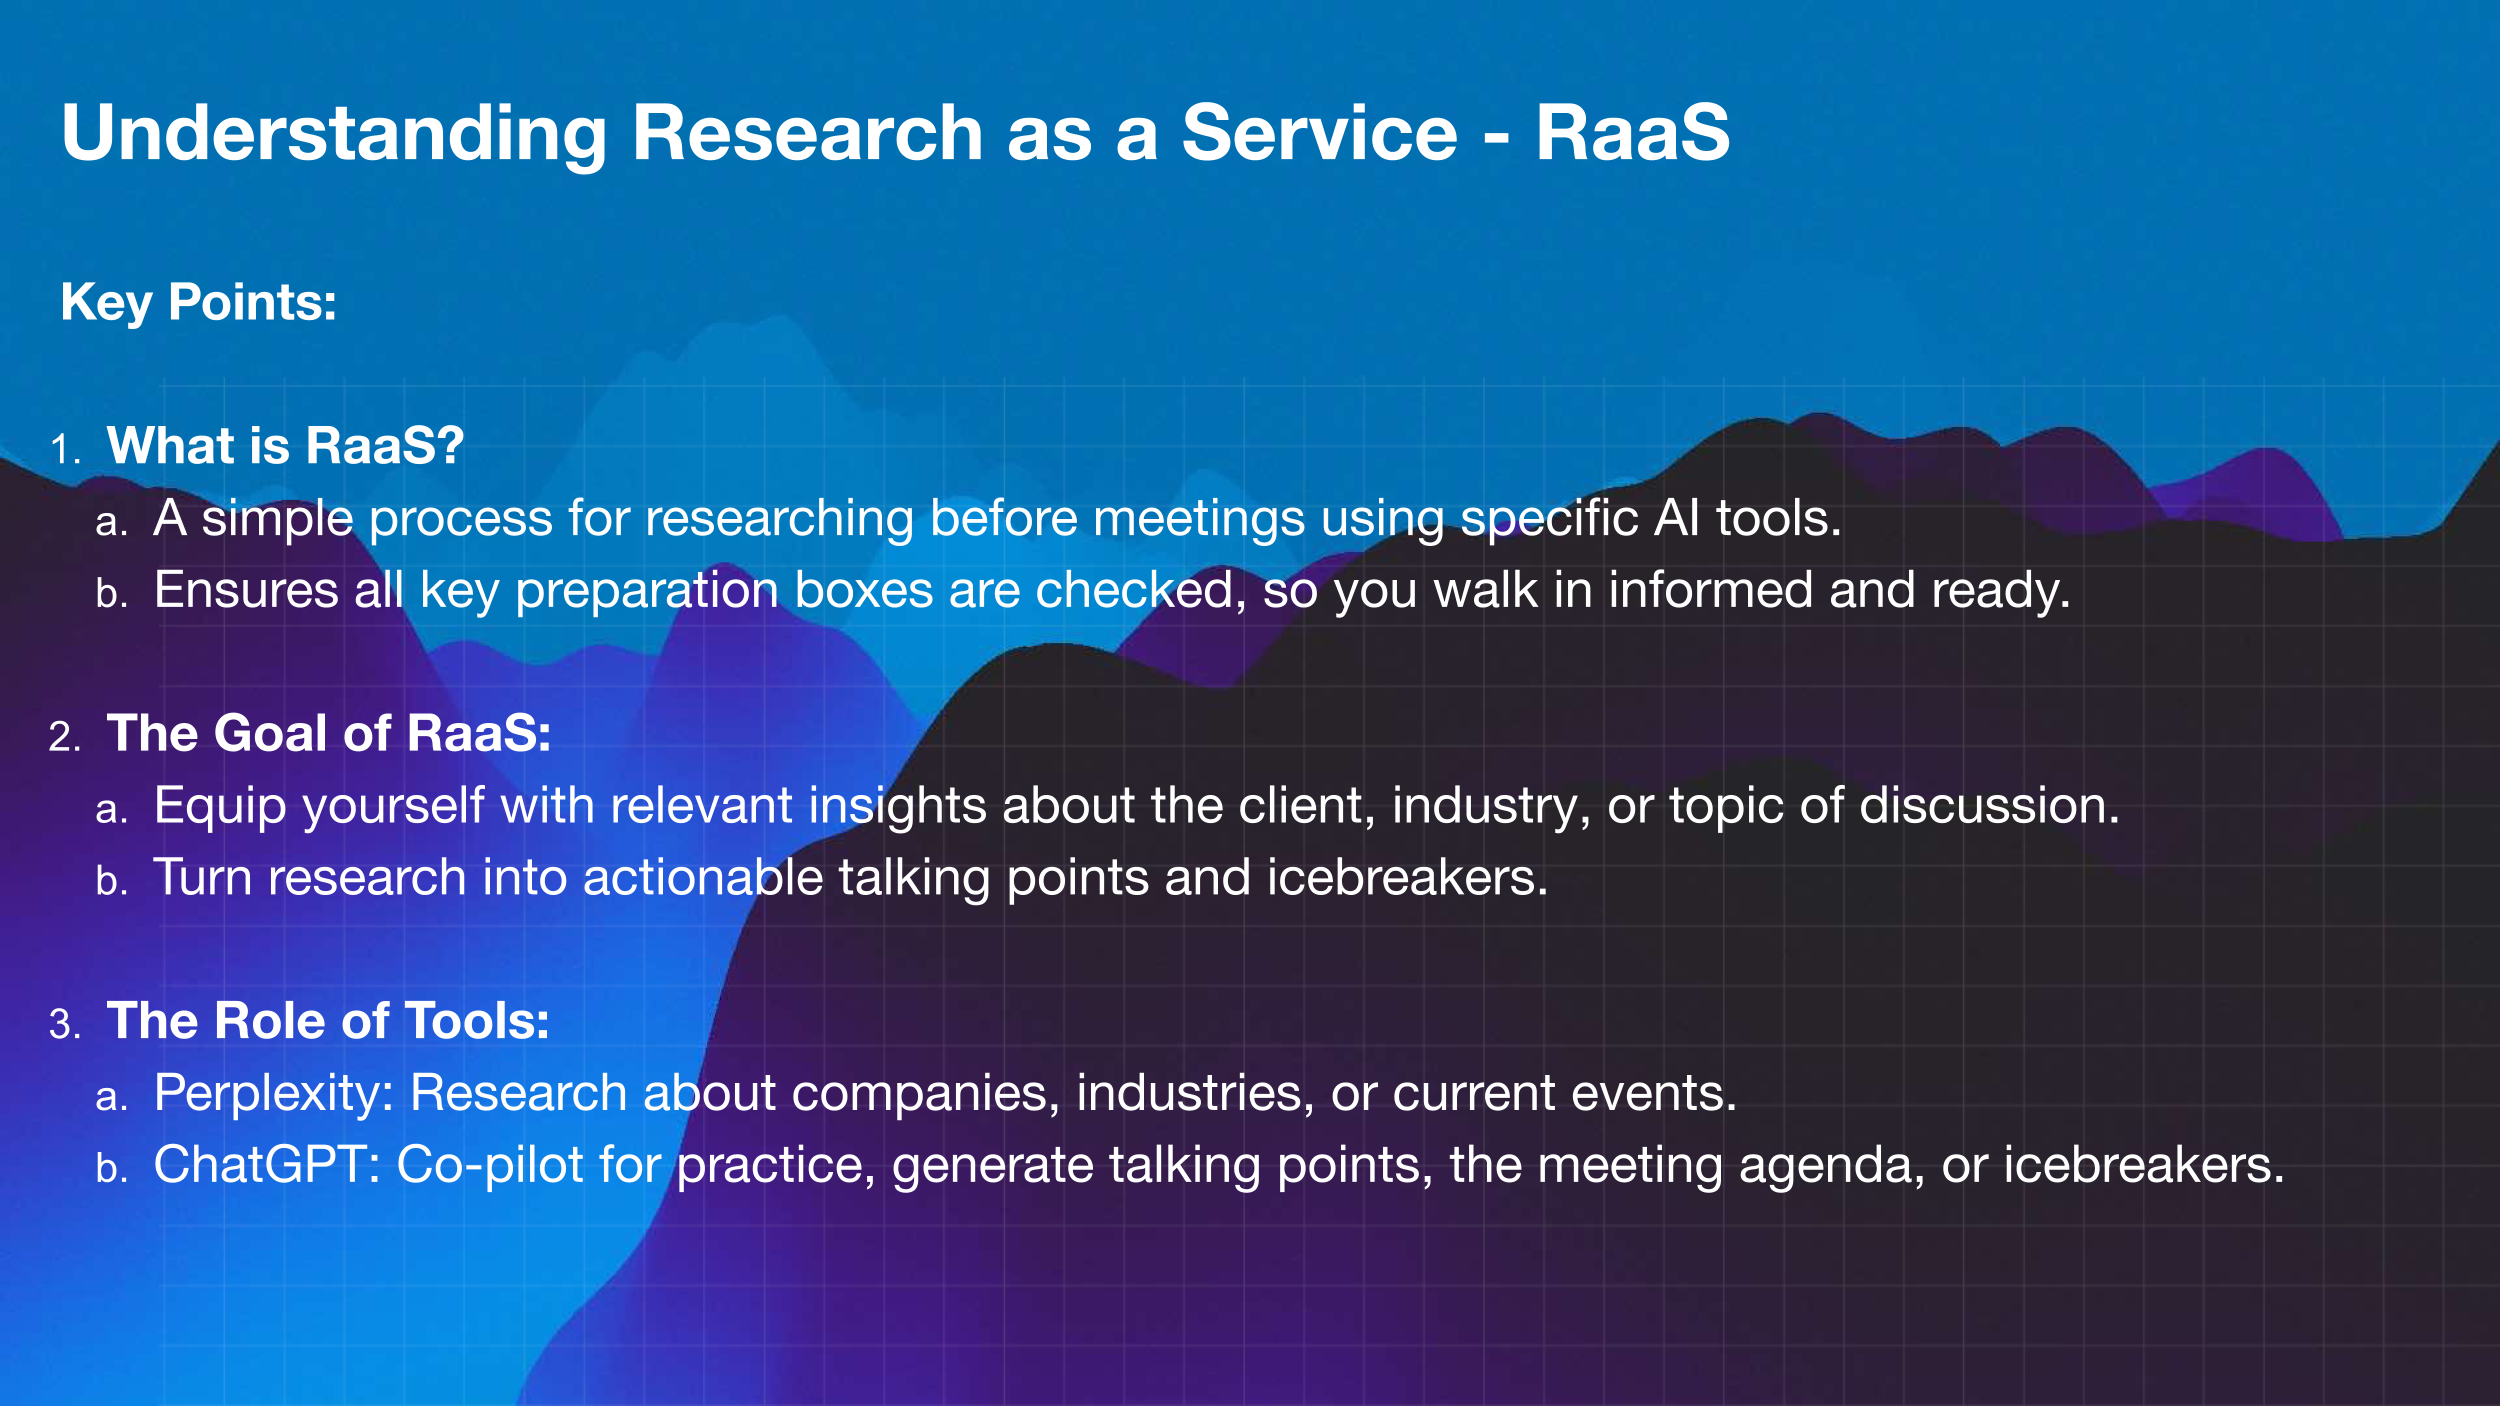 Understanding Research as a Service - RaaS
Key Points:
1. What is RaaS?
a. A simple process for researching before meetings using specific AI tools.
b. Ensures all key preparation boxes are checked, so you walk in informed and ready.
2. The Goal of RaaS:
a. Equip yourself with relevant insights about the client, industry, or topic of discussion.
b. Turn research into actionable talking points and icebreakers.
3. The Role of Tools:
a. Perplexity: Research about companies, industries, or current events.
b. ChatGPT: Co-pilot for practice, generate talking points, the meeting agenda, or icebreakers.